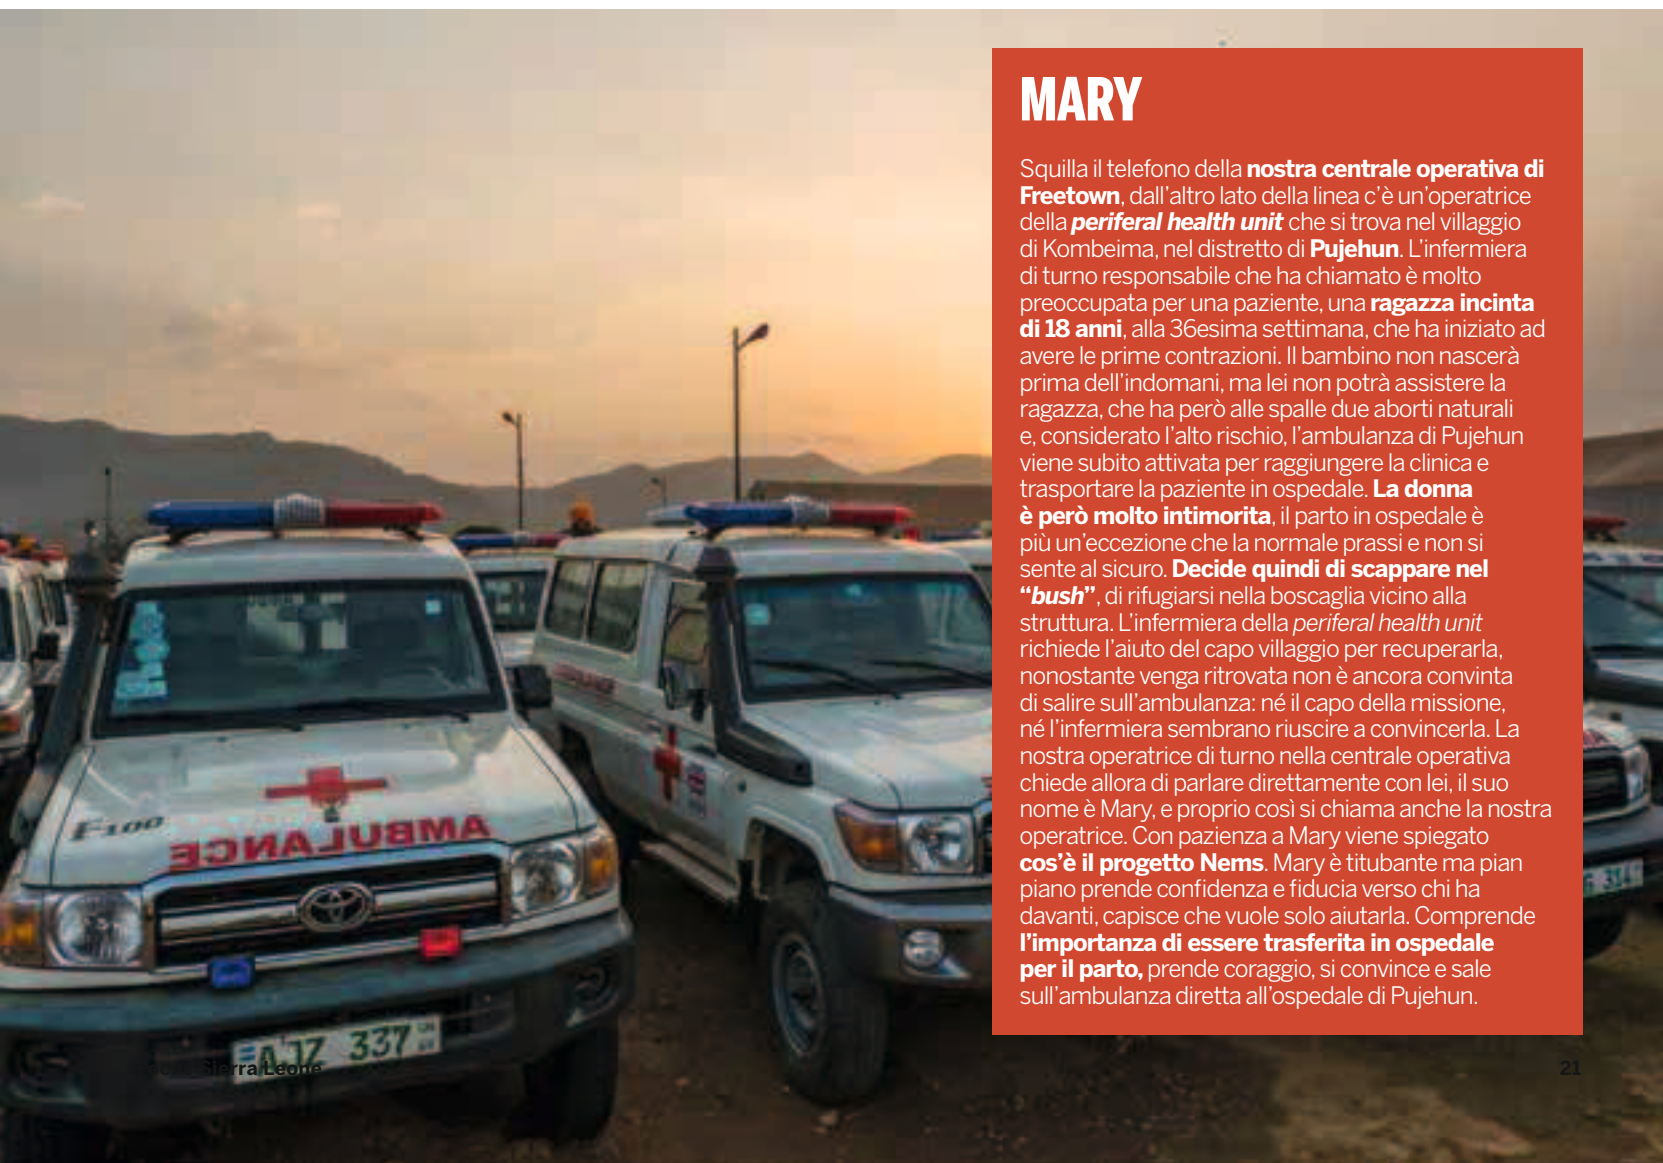 MARY
Squilla il telefono della nostra centrale operativa di
Freetown, dall'altro lato della linea c'è un'operatrice
della periferal health unit che si trova nel villaggio
di Kombeima, nel distretto di Pujehun. L'infermiera
di turno responsabile che ha chiamato è molto
preoccupata per una paziente, una ragazza incinta
di 18 anni, alla 36esima settimana, che ha iniziato ad
avere le prime contrazioni. Il bambino non nascerà
prima dell'indomani, ma lei non potrà assistere la
ragazza, che ha però alle spalle due aborti naturali
e, considerato l'alto rischio, l'ambulanza di Pujehun
viene subito attivata per raggiungere la clinica e
trasportare la paziente in ospedale. La donna
è però molto intimorita, il parto in ospedale è
più un'eccezione che la normale prassi e non si
sente al sicuro. Decide quindi di scappare nel
“bush”, di rifugiarsi nella boscaglia vicino alla
struttura. L'infermiera della periferal health unit
richiede l'aiuto del capo villaggio per recuperarla,
nonostante venga ritrovata non è ancora convinta
di salire sull'ambulanza: né il capo della missione,
né l'infermiera sembrano riuscire a convincerla. La
nostra operatrice di turno nella centrale operativa
chiede allora di parlare direttamente con lei, il suo
nome è Mary, e proprio così si chiama anche la nostra
operatrice. Con pazienza a Mary viene spiegato
cos'è il progetto Nems. Mary è titubante ma pian
piano prende confidenza e fiducia verso chi ha
davanti, capisce che vuole solo aiutarla. Comprende
l'importanza di essere trasferita in ospedale
per il parto, prende coraggio, si convince e sale
sull'ambulanza diretta all'ospedale di Pujehun.
F100
AMBULANCE
AMBULANCE
AJZ 337
314
Sierra Leone
21